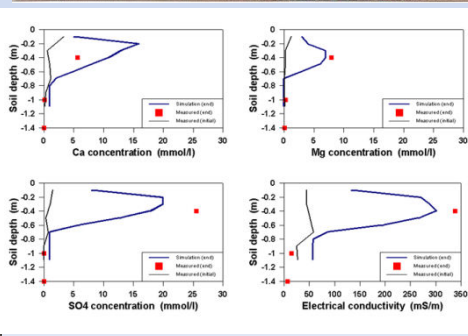 0
-0.2
-0.4
-0.6
-0.8
-1
-1.2
-1.4
Soil depth (m)
Simulation (end)
Measured (end)
Measured (initial)
0 5 10 15 20 25 30
Ca concentration (mmol/l)
0
-0.2
-0.4
-0.6
-0.8
-1
-1.2
-1.4
Soil depth (m)
Simulation (end)
Measured (end)
Measured (initial)
0 5 10 15 20 25 30
Mg concentration (mmol/l)
0
-0.2
-0.4
-0.6
-0.8
-1
-1.2
-1.4
Soil depth (m)
Simulation (end)
Measured (end)
Measured (initial)
0 5 10 15 20 25 30
SO4 concentration (mmol/l)
0
-0.2
-0.4
-0.6
-0.8
-1
-1.2
-1.4
Soil depth (m)
Simulation (end)
Measured (end)
Measured (initial)
0 50 100 150 200 250 300 350
Electrical conductivity (mS/m)